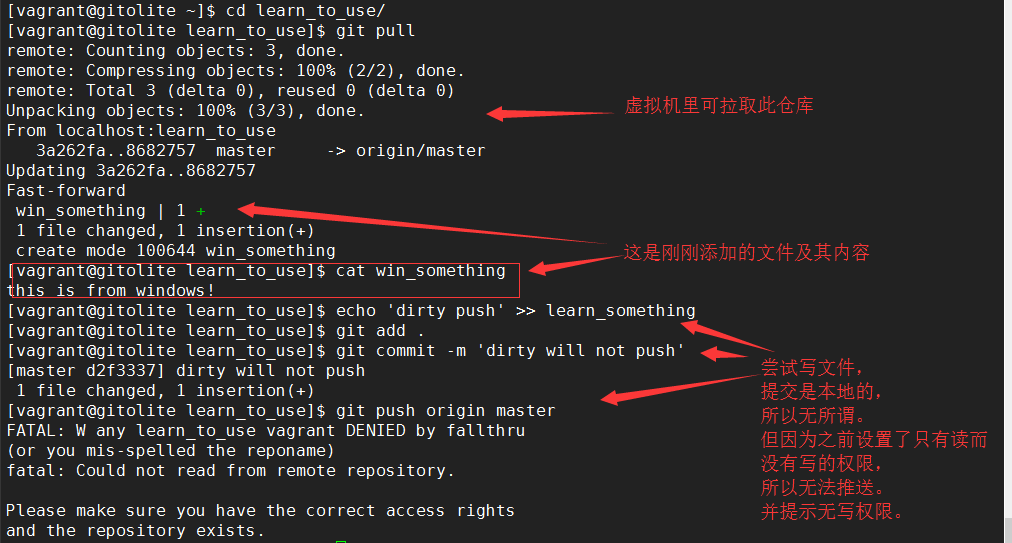 [vagrant@gitolite ~]$ cd learn_to_use/
[vagrant@gitolite learn_to_use]$ git pull
remote: Counting objects: 3, done.
remote: Compressing objects: 100% (2/2), done.
remote: Total 3 (delta 0), reused 0 (delta 0)
Unpacking objects: 100% (3/3), done.
虚拟机里可拉取此仓库
From localhost:learn_to_use
   3a262fa..8682757  master     -> origin/master
Updating 3a262fa..8682757
Fast-forward
 win_something | 1 +
 1 file changed, 1 insertion(+)
 create mode 100644 win_something
这是刚刚添加的文件及其内容
[vagrant@gitolite learn_to_use]$ cat win_something
this is from windows!
[vagrant@gitolite learn_to_use]$ echo 'dirty push' >> learn_something
[vagrant@gitolite learn_to_use]$ git add .
[vagrant@gitolite learn_to_use]$ git commit -m 'dirty will not push'
[master d2f3337] dirty will not push
 1 file changed, 1 insertion(+)
[vagrant@gitolite learn_to_use]$ git push origin master
FATAL: W any learn_to_use vagrant DENIED by fallthru
(or you mis-spelled the reponame)
fatal: Could not read from remote repository.
尝试写文件，
提交是本地的，
所以无所谓。
但因为之前设置了只有读而
没有写的权限，
所以无法推送。
并提示无写权限。
Please make sure you have the correct access rights
and the repository exists.